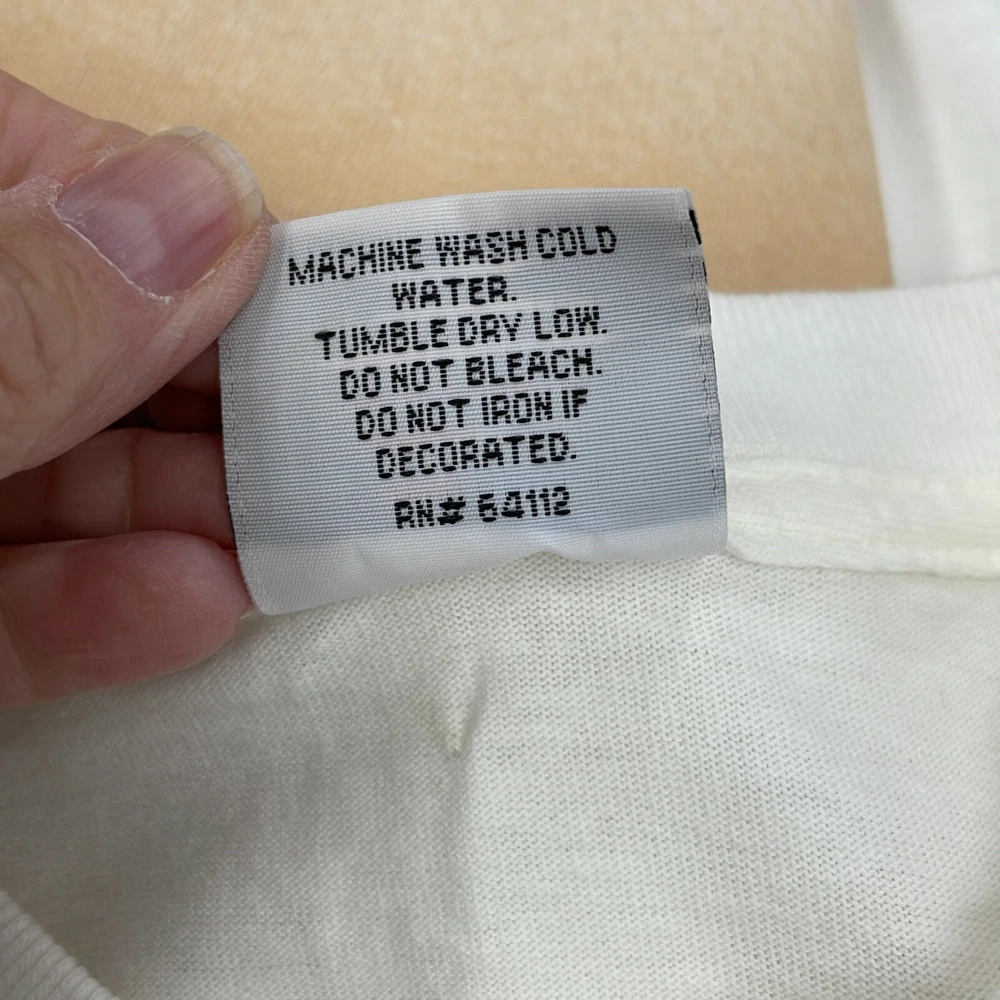 MACHINE WASH COLD
WATER.
TUMBLE DRY LOW.
DO NOT BLEACH.
DO NOT IRON IF
DECORATED.
RN# 64112